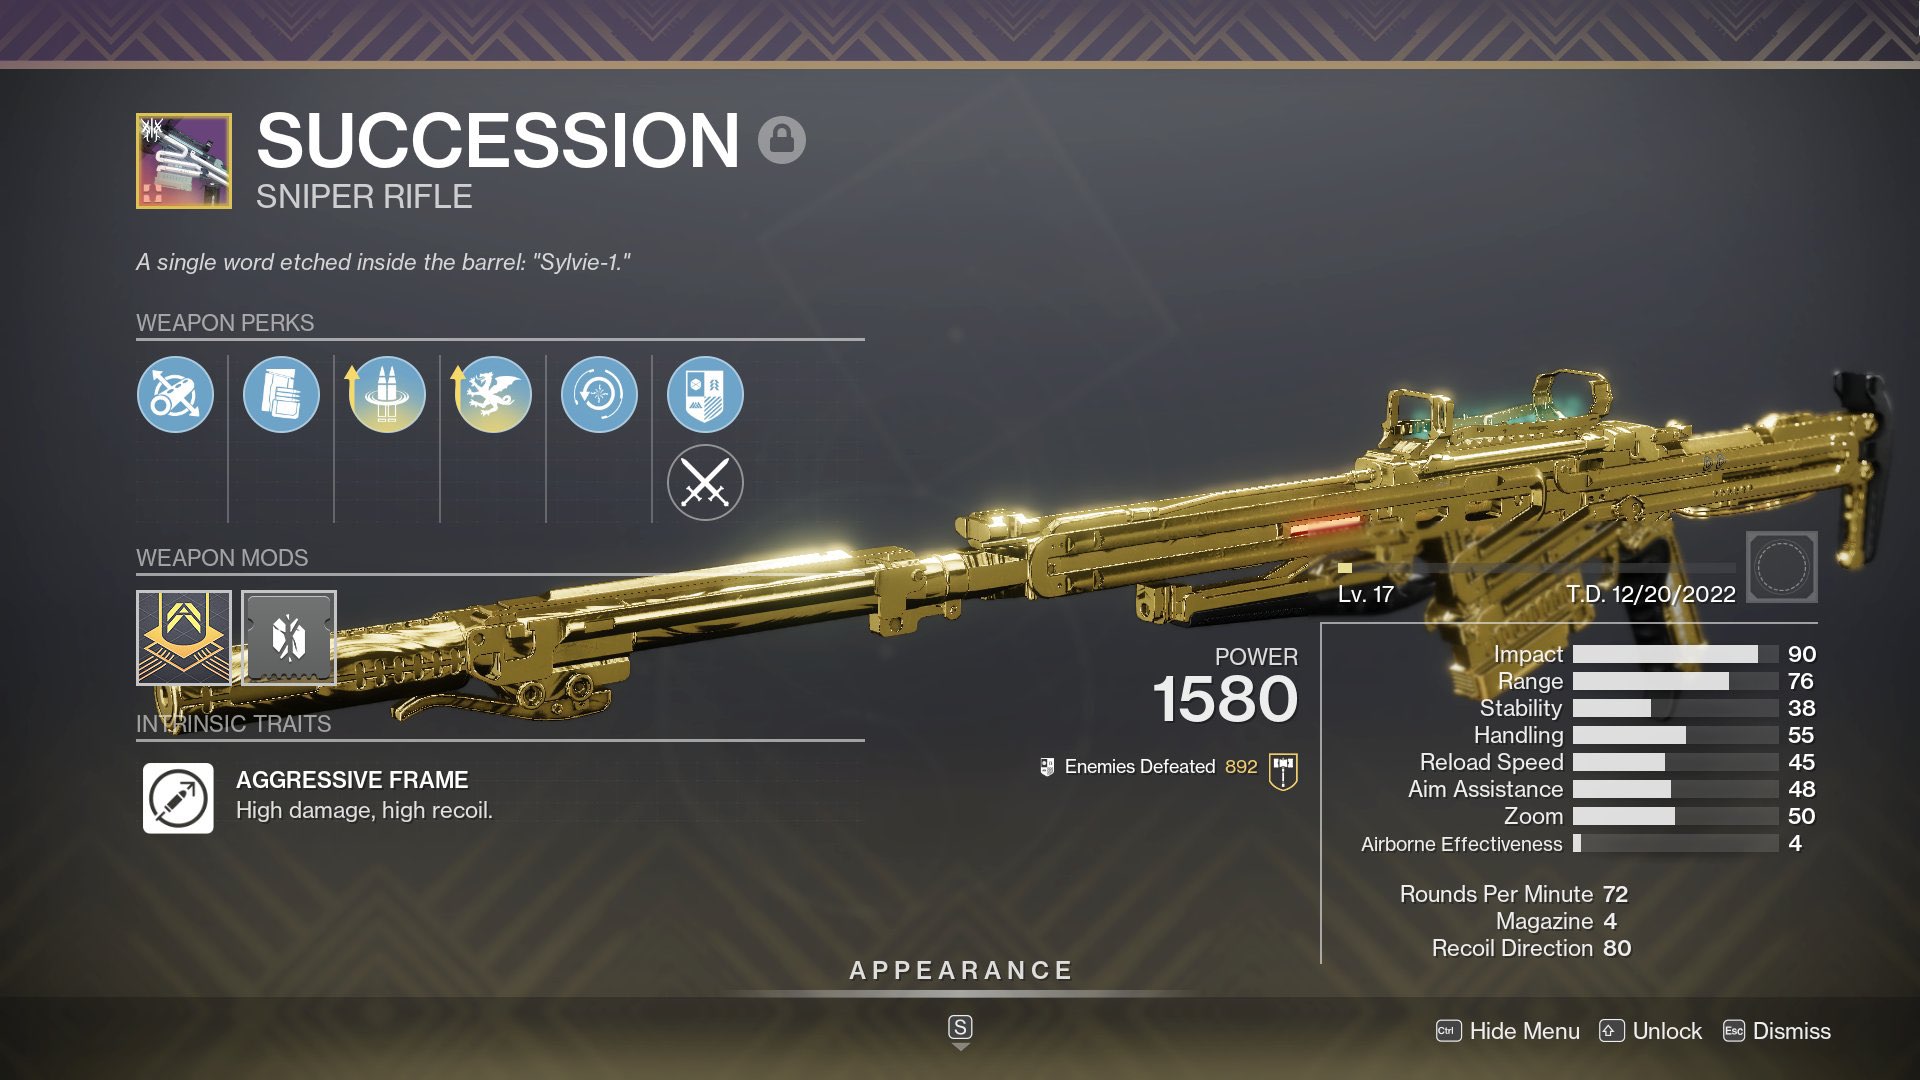 SUCCESSION
SNIPER RIFLE
A single word etched inside the barrel: "Sylvie-1."
WEAPON PERKS
WEAPON MODS
INTRINSIC TRAITS
AGGRESSIVE FRAME
High damage, high recoil.
Lv. 17
T.D. 12/20/2022
POWER
1580
Enemies Defeated 892
Impact 90
Range 76
Stability 38
Handling 55
Reload Speed 45
Aim Assistance 48
Zoom 50
Airborne Effectiveness 4
Rounds Per Minute 72
Magazine 4
Recoil Direction 80
APPEARANCE
S
Ctrl Hide Menu
Unlock
Esc Dismiss